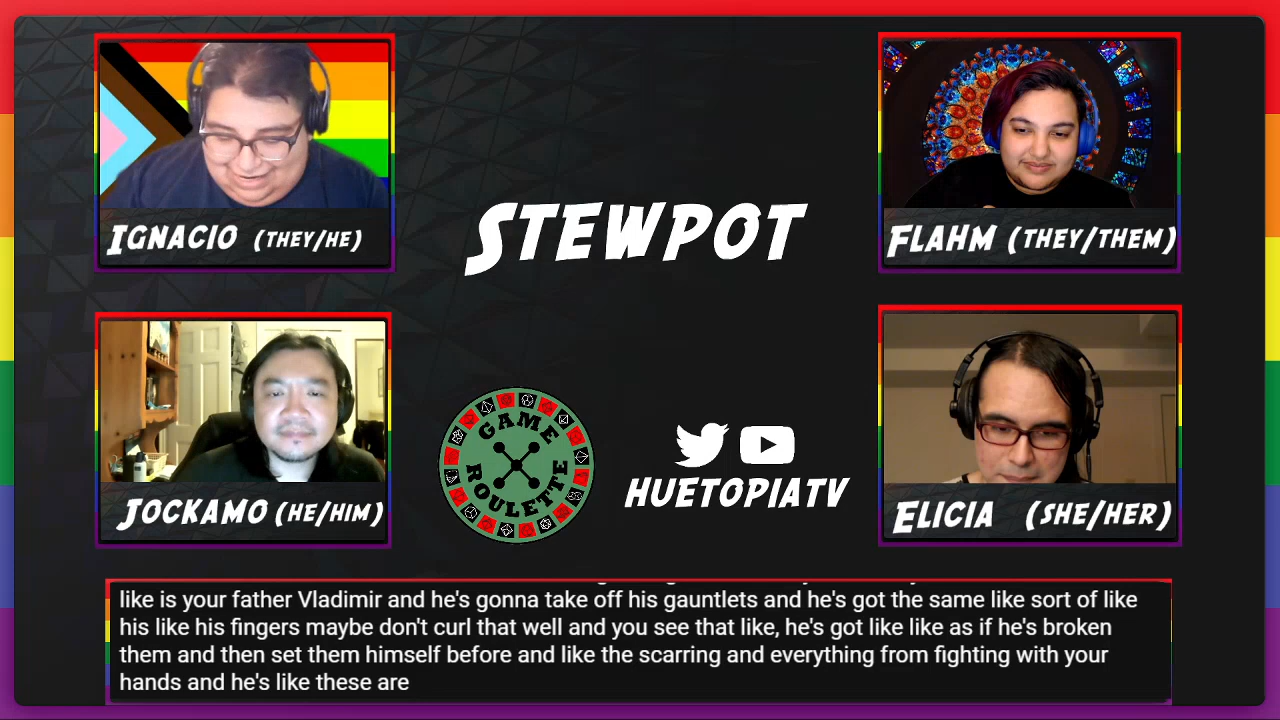 IGNACIO (THEY/HE)
FLAHM (THEY/THEM)
STEWPOT
JOCKAMO (HE/HIM)
GAME
ROULETTE
HUETOPIATV
ELICIA (SHE/HER)
like is your father Vladimir and he's gonna take off his gauntlets and he's got the same like sort of like
his like his fingers maybe don't curl that well and you see that like, he's got like like as if he's broken
them and then set them himself before and like the scarring and everything from fighting with your
hands and he's like these are